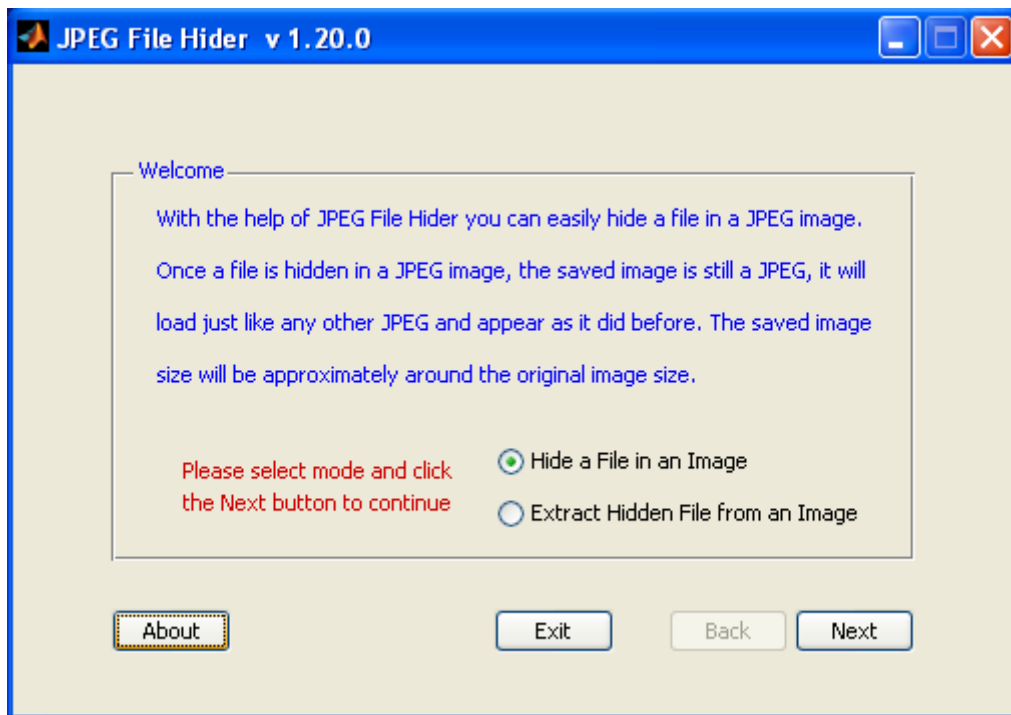 JPEG File Hider v 1.20.0
Welcome
With the help of JPEG File Hider you can easily hide a file in a JPEG image.
Once a file is hidden in a JPEG image, the saved image is still a JPEG, it will
load just like any other JPEG and appear as it did before. The saved image
size will be approximately around the original image size.
Please select mode and click
the Next button to continue
Hide a File in an Image
Extract Hidden File from an Image
About
Exit
Back
Next